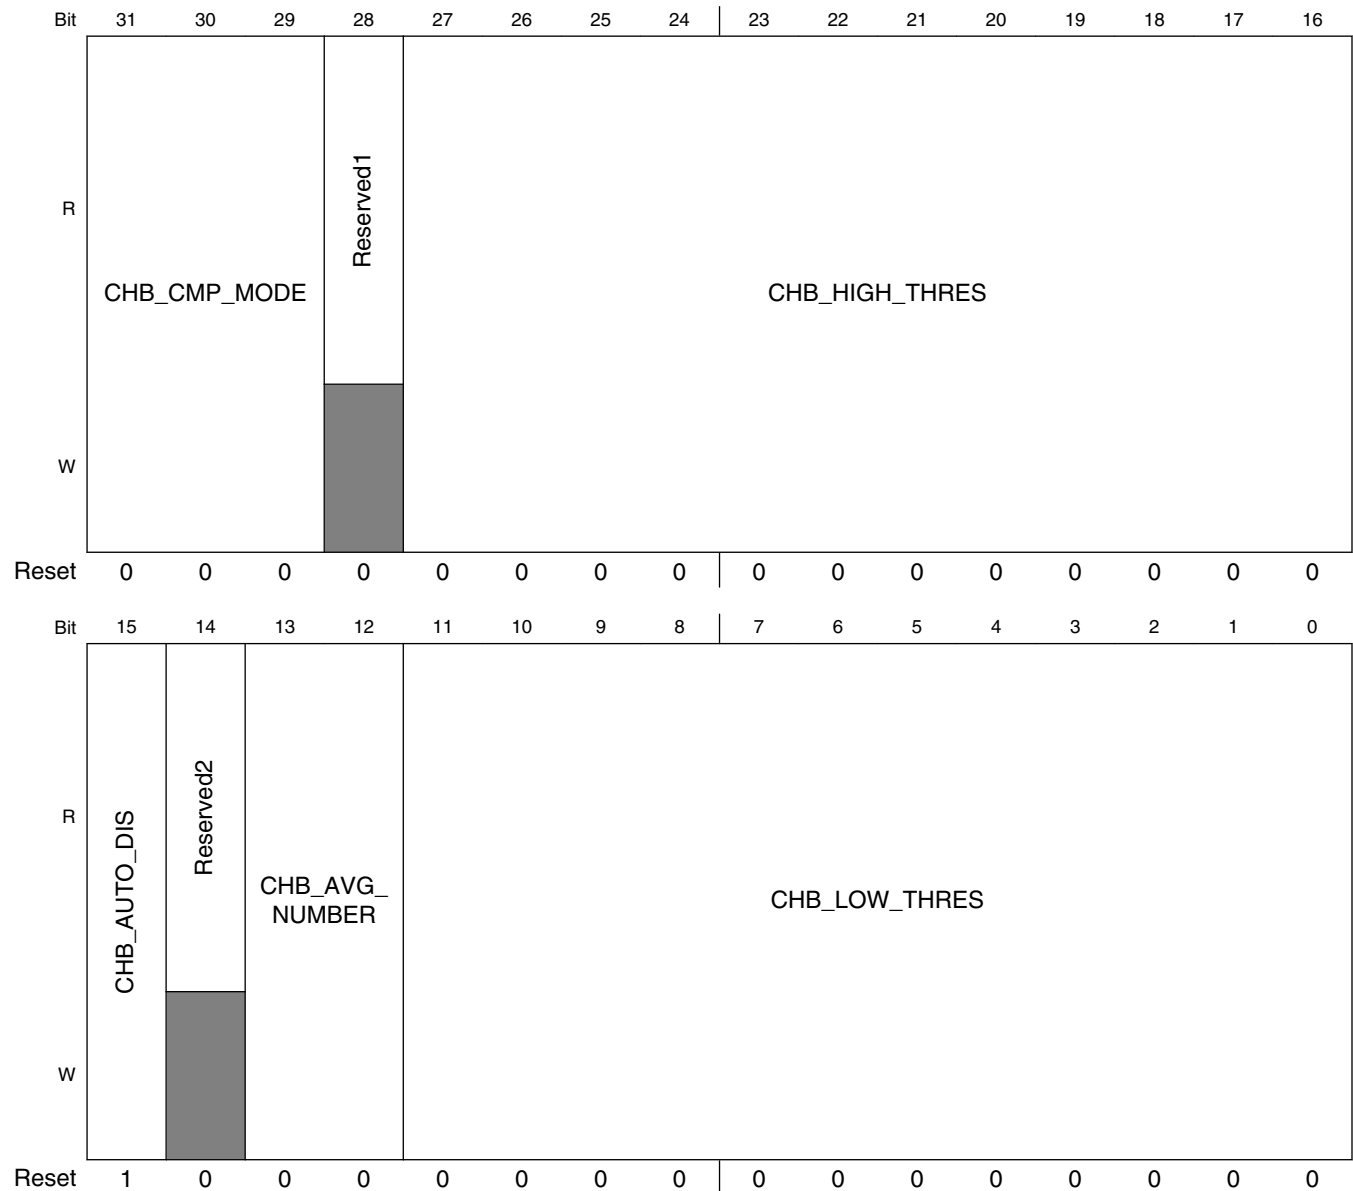 Bit 31 30 29 28 27 26 25 24 23 22 21 20 19 18 17 16
R
Reserved1
CHB_CMP_MODE CHB_HIGH_THRES
W
Reset 0 0 0 0 0 0 0 0 0 0 0 0 0 0 0 0
Bit 15 14 13 12 11 10 9 8 7 6 5 4 3 2 1 0
R
CHB_AUTO_DIS
Reserved2
CHB_AVG_
NUMBER
CHB_LOW_THRES
W
Reset 1 0 0 0 0 0 0 0 0 0 0 0 0 0 0 0